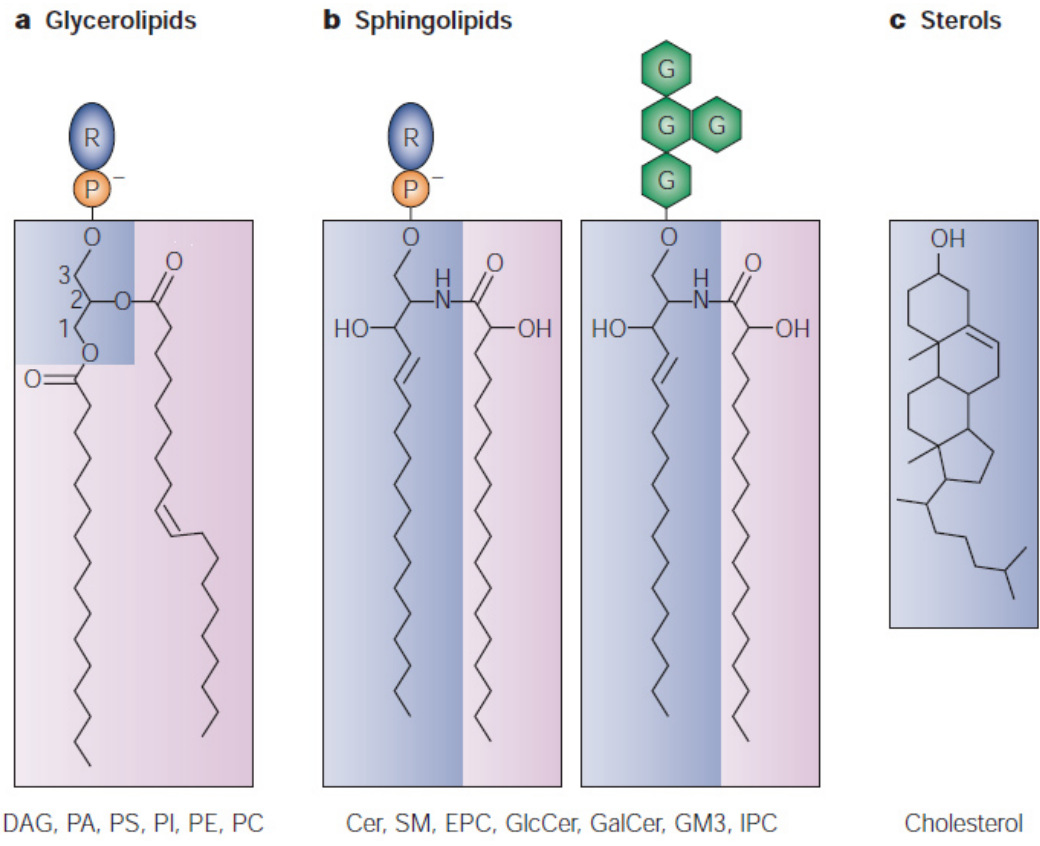 a Glycerolipids
b Sphingolipids
c Sterols
G
G G
G
R
P −
R
P −
O
O
3
2 O
1
O
O
O
H
N
O
HO
OH
O
H
N
O
HO
OH
OH
DAG, PA, PS, PI, PE, PC
Cer, SM, EPC, GlcCer, GalCer, GM3, IPC
Cholesterol